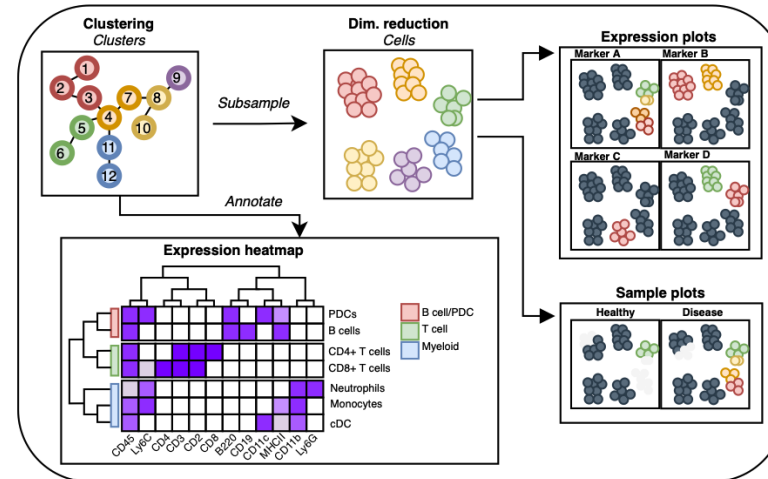 Clustering
Clusters
1
2
3
4
5
6
7
8
9
10
11
12
Subsample
Dim. reduction
Cells
Annotate
Expression plots
Marker A
Marker B
Marker C
Marker D
Sample plots
Healthy
Disease
Expression heatmap
PDCs
B cells
CD4+ T cells
CD8+ T cells
Neutrophils
Monocytes
cDC
CD45
Ly6C
CD4
CD3
CD2
CD8
B220
CD19
CD11c
MHCII
CD11b
Ly6G
B cell/PDC
T cell
Myeloid